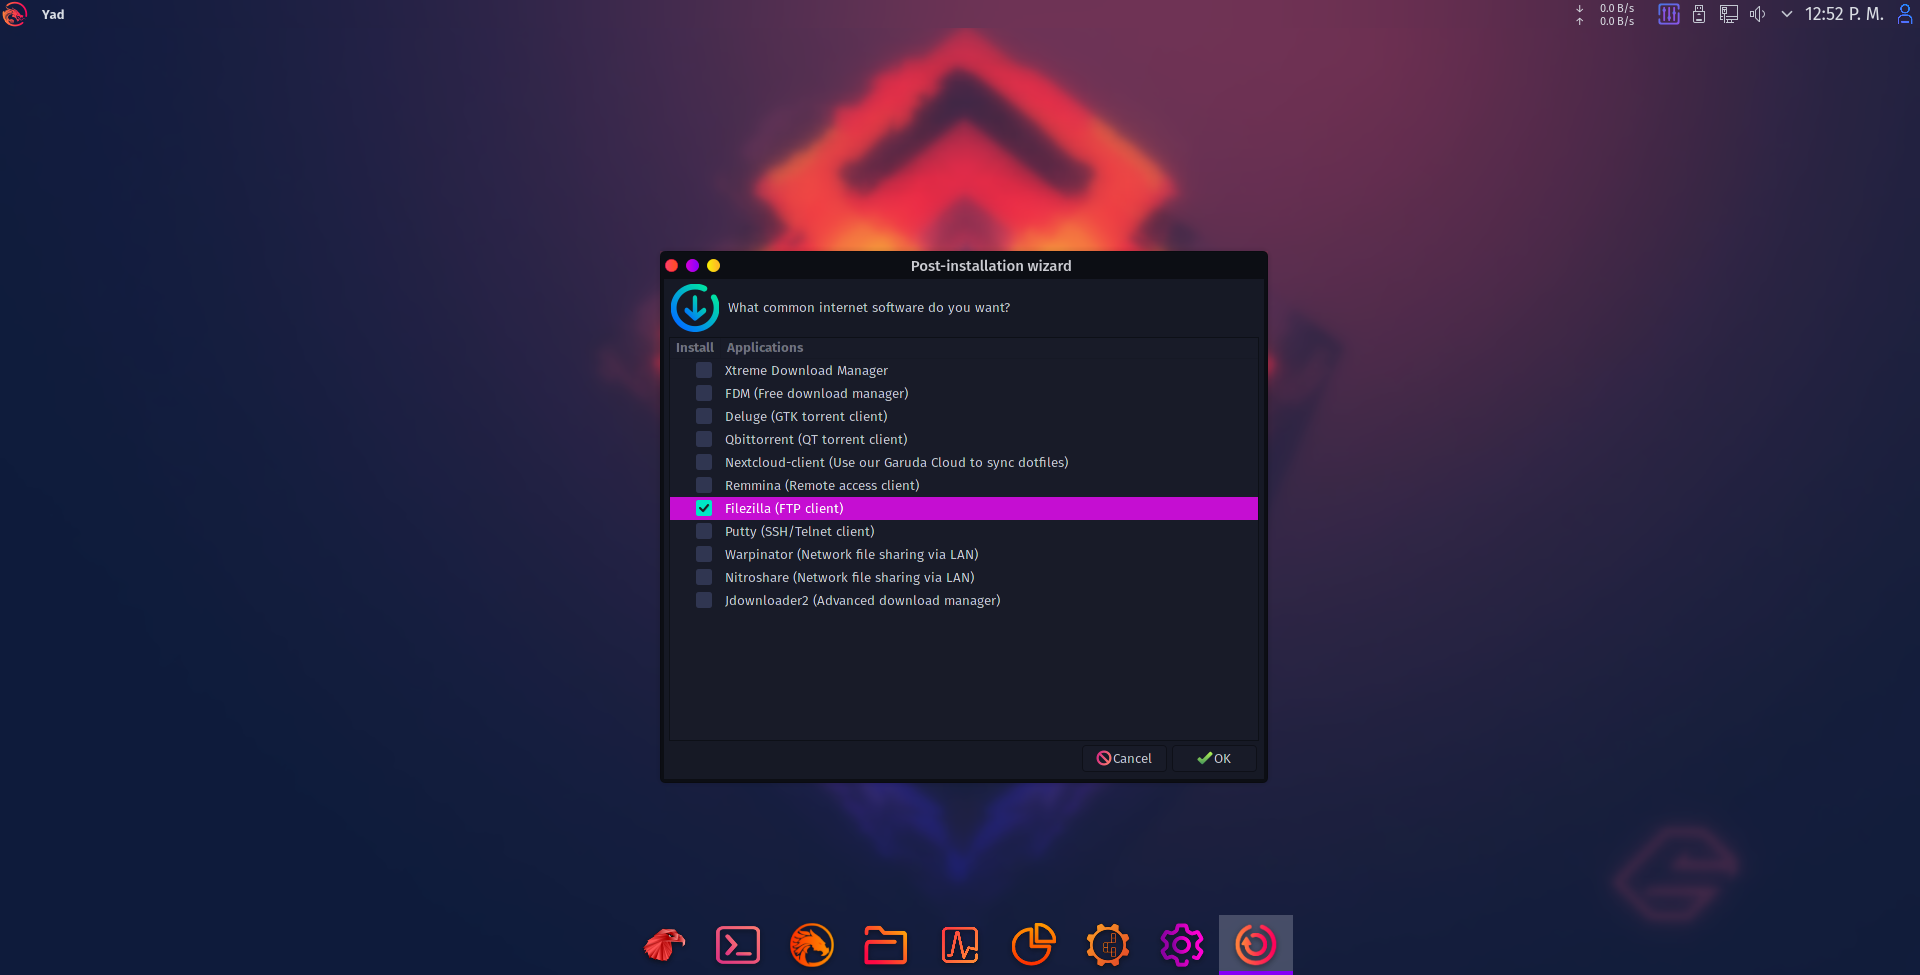 Yad
0.0 B/s
0.0 B/s
12:52 P. M.
Post-installation wizard
What common internet software do you want?
Install Applications
Xtreme Download Manager
FDM (Free download manager)
Deluge (GTK torrent client)
Qbittorrent (QT torrent client)
Nextcloud-client (Use our Garuda Cloud to sync dotfiles)
Remmina (Remote access client)
Filezilla (FTP client)
Putty (SSH/Telnet client)
Warpinator (Network file sharing via LAN)
Nitroshare (Network file sharing via LAN)
Jdownloader2 (Advanced download manager)
Cancel OK